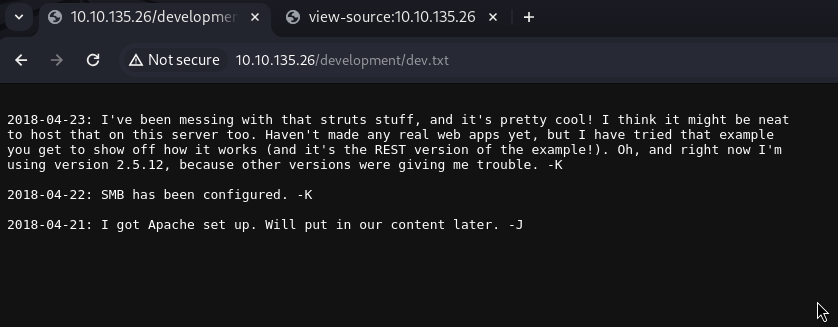 10.10.135.26/developmen
view-source:10.10.135.26
Not secure
10.10.135.26/development/dev.txt
2018-04-23: I've been messing with that struts stuff, and it's pretty cool! I think it might be neat
to host that on this server too. Haven't made any real web apps yet, but I have tried that example
you get to show off how it works (and it's the REST version of the example!). Oh, and right now I'm
using version 2.5.12, because other versions were giving me trouble. -K
2018-04-22: SMB has been configured. -K
2018-04-21: I got Apache set up. Will put in our content later. -J